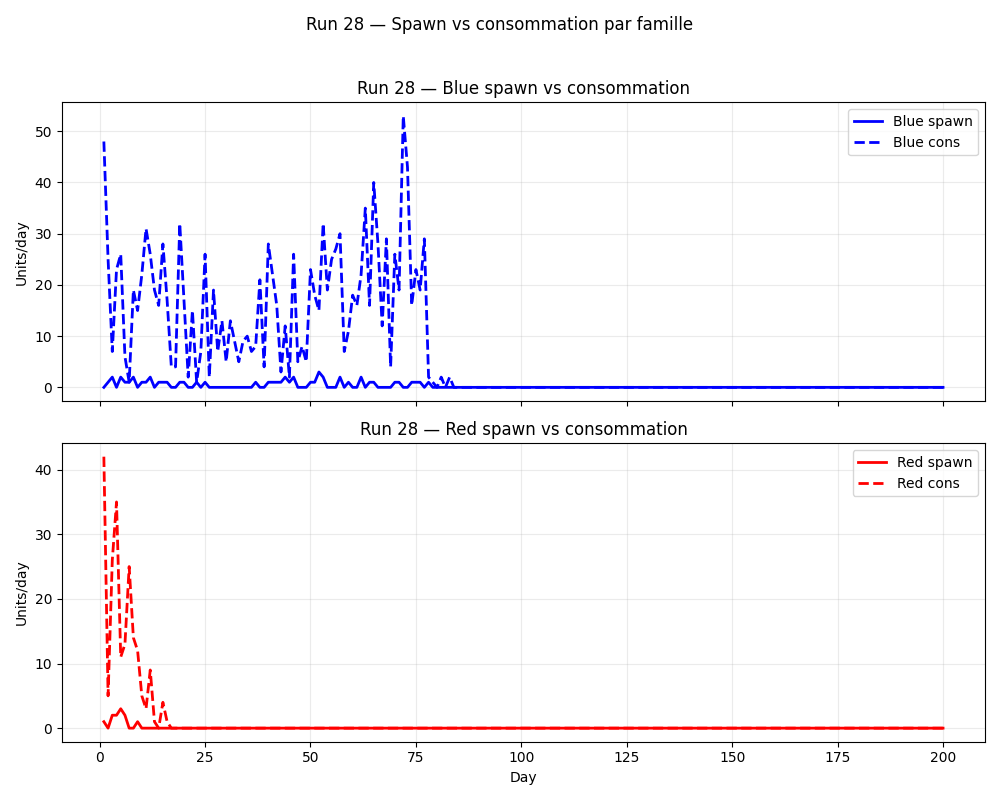 Run 28 — Spawn vs consommation par famille
Run 28 — Blue spawn vs consommation
Units/day
50
40
30
20
10
0
Blue spawn
Blue cons
Run 28 — Red spawn vs consommation
Units/day
40
30
20
10
0
Red spawn
Red cons
0 25 50 75 100 125 150 175 200
Day